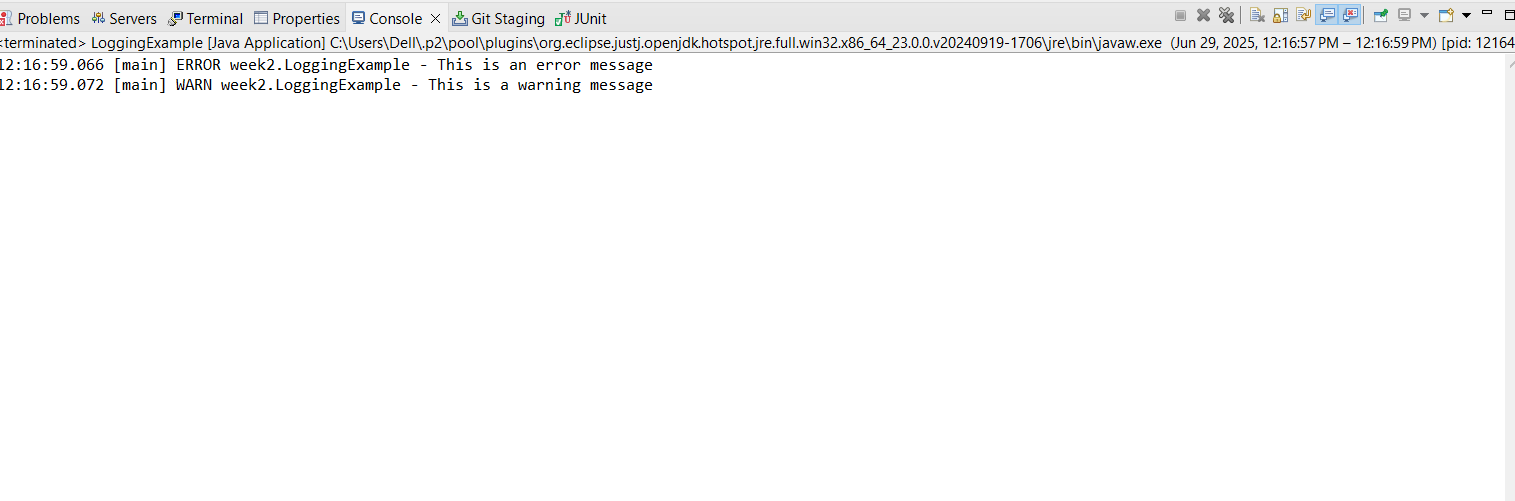 Problems Servers Terminal Properties Console Git Staging JUnit
<terminated> LoggingExample [Java Application] C:\Users\Dell\.p2\pool\plugins\org.eclipse.justj.openjdk.hotspot.jre.full.win32.x86_64_23.0.0.v20240919-1706\jre\bin\javaw.exe (Jun 29, 2025, 12:16:57 PM – 12:16:59 PM) [pid: 12164
12:16:59.066 [main] ERROR week2.LoggingExample - This is an error message
12:16:59.072 [main] WARN week2.LoggingExample - This is a warning message